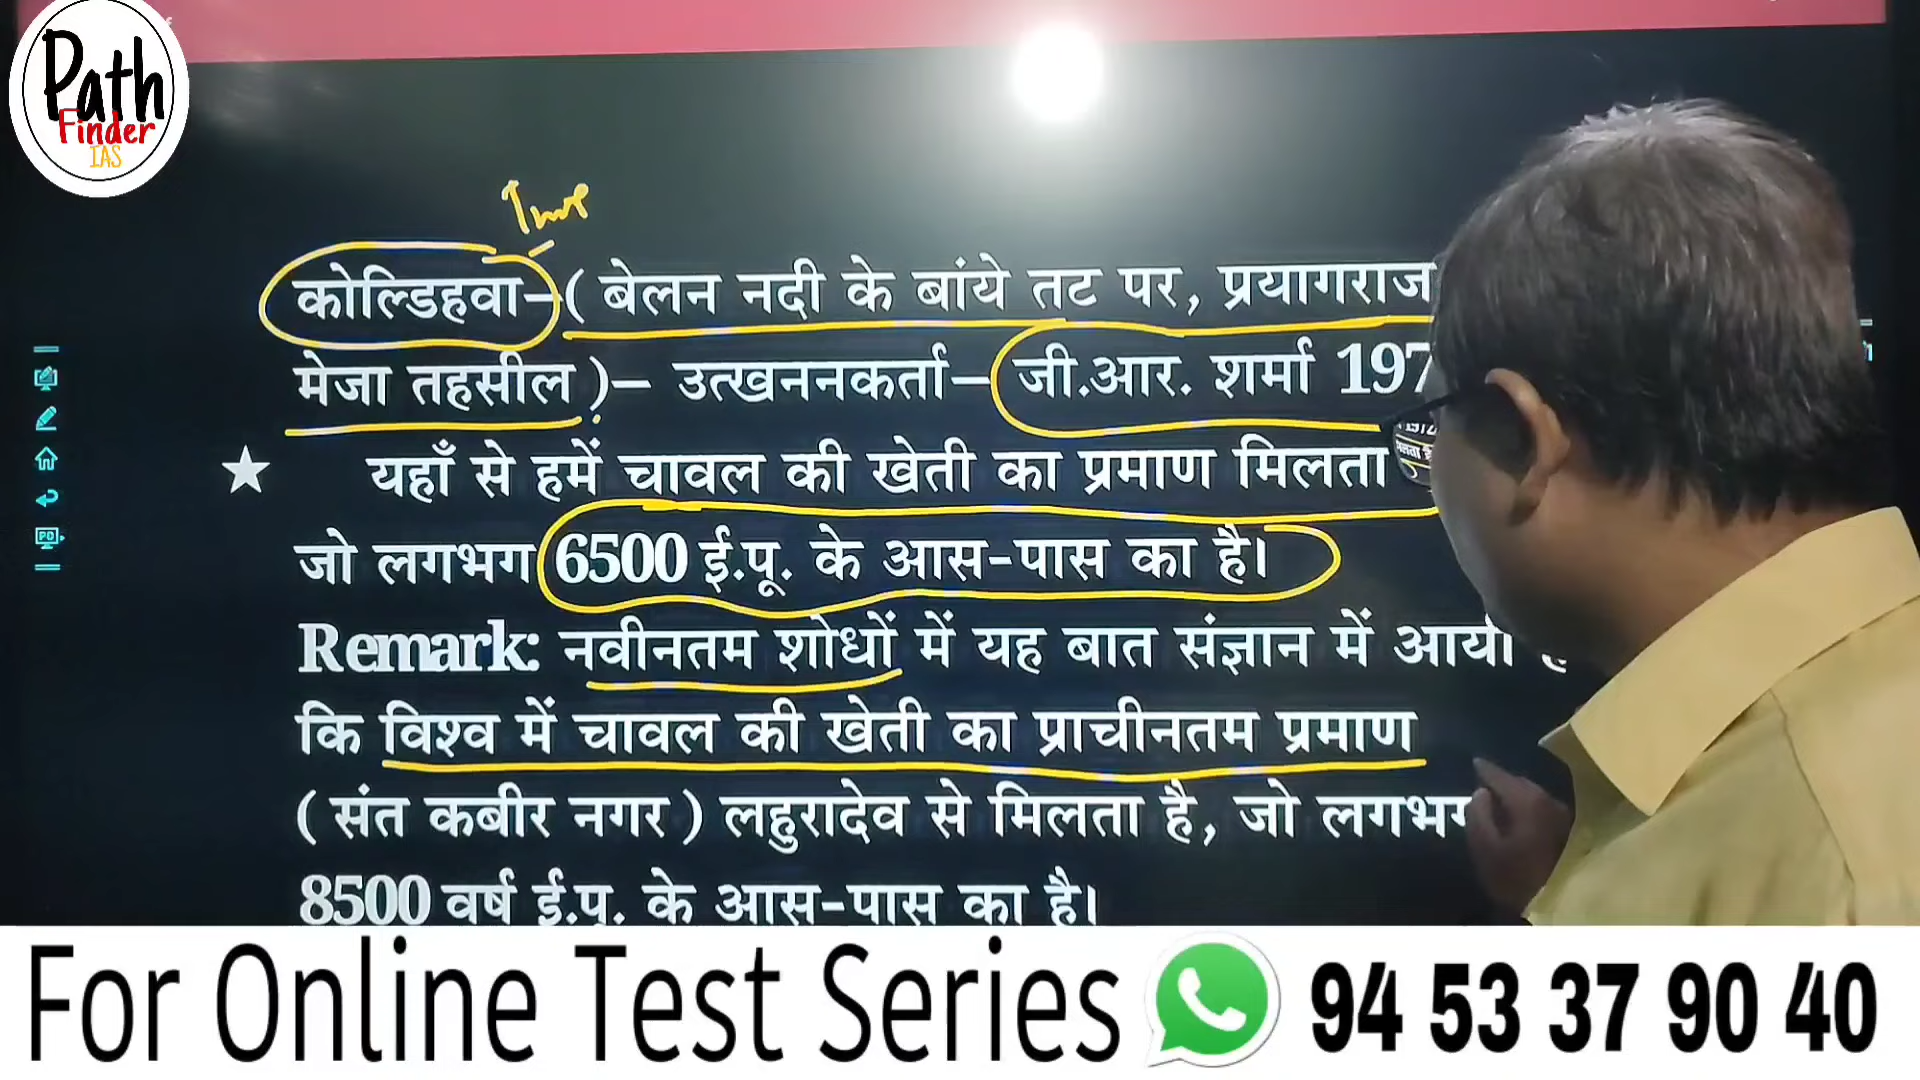 Path
Finder
IAS
Imp
कोल्डिहवा–( बेलन नदी के बांये तट पर, प्रयागराज
मेजा तहसील )– उत्खननकर्ता– जी.आर. शर्मा 197
★ यहाँ से हमें चावल की खेती का प्रमाण मिलता
जो लगभग 6500 ई.पू. के आस-पास का है।
Remark: नवीनतम शोधों में यह बात संज्ञान में आयी
कि विश्व में चावल की खेती का प्राचीनतम प्रमाण
( संत कबीर नगर ) लहुरादेव से मिलता है, जो लगभग
8500 वर्ष ई.पू. के आस-पास का है।
For Online Test Series 94 53 37 90 40